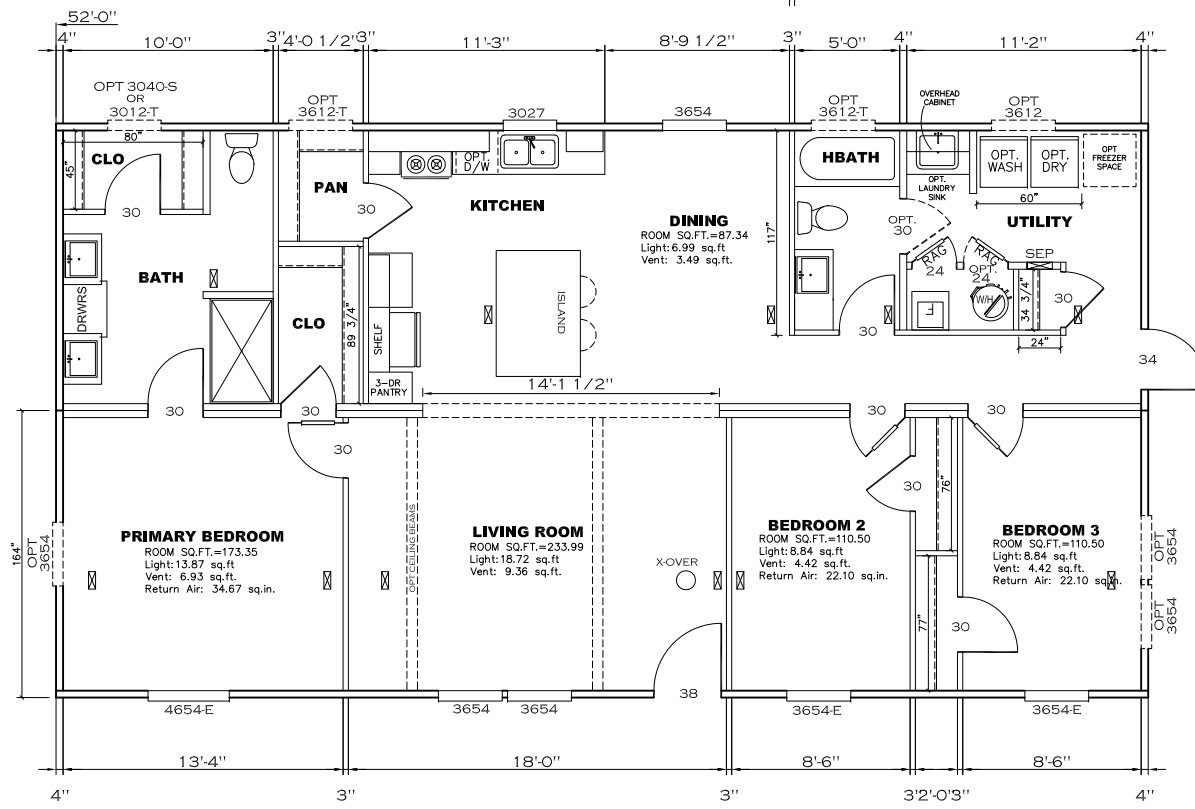 52'-0"
4" 10'-0" 3" 4'-0 1/2" 3" 11'-3" 8'-9 1/2" 3" 5'-0" 4" 11'-2" 4"
OPT 3040-S
OR
3012-T
OPT
3612-T
3027
3654
OPT
3612-T
OVERHEAD
CABINET
OPT
3612
80"
CLO
45"
30
PAN
30
OPT.
D/W
KITCHEN
DINING
ROOM SQ.FT.=87.34
Light: 6.99 sq.ft
Vent: 3.49 sq.ft.
117"
HBATH
OPT.
LAUNDRY
SINK
OPT.
WASH
OPT.
DRY
OPT
FREEZER
SPACE
60"
UTILITY
OPT.
30
RAG
24
RAG
OPT.
24
SEP
W/H
F
34 3/4"
30
24"
30
34
BATH
DRWRS
CLO
89 3/4"
SHELF
3-DR
PANTRY
ISLAND
14'-1 1/2"
30
30
30
30
30
164"
OPT
3654
PRIMARY BEDROOM
ROOM SQ.FT.=173.35
Light: 13.87 sq.ft
Vent: 6.93 sq.ft.
Return Air: 34.67 sq.in.
OPT CEILING BEAMS
LIVING ROOM
ROOM SQ.FT.=233.99
Light: 18.72 sq.ft
Vent: 9.36 sq.ft.
X-OVER
BEDROOM 2
ROOM SQ.FT.=110.50
Light: 8.84 sq.ft
Vent: 4.42 sq.ft.
Return Air: 22.10 sq.in.
30
76"
77"
30
BEDROOM 3
ROOM SQ.FT.=110.50
Light: 8.84 sq.ft
Vent: 4.42 sq.ft.
Return Air: 22.10 sq.in.
OPT
3654
OPT
3654
4654-E
3654
3654
38
3654-E
3654-E
13'-4" 18'-0" 8'-6" 8'-6"
4" 3" 3" 3" 2'-0" 3" 4"